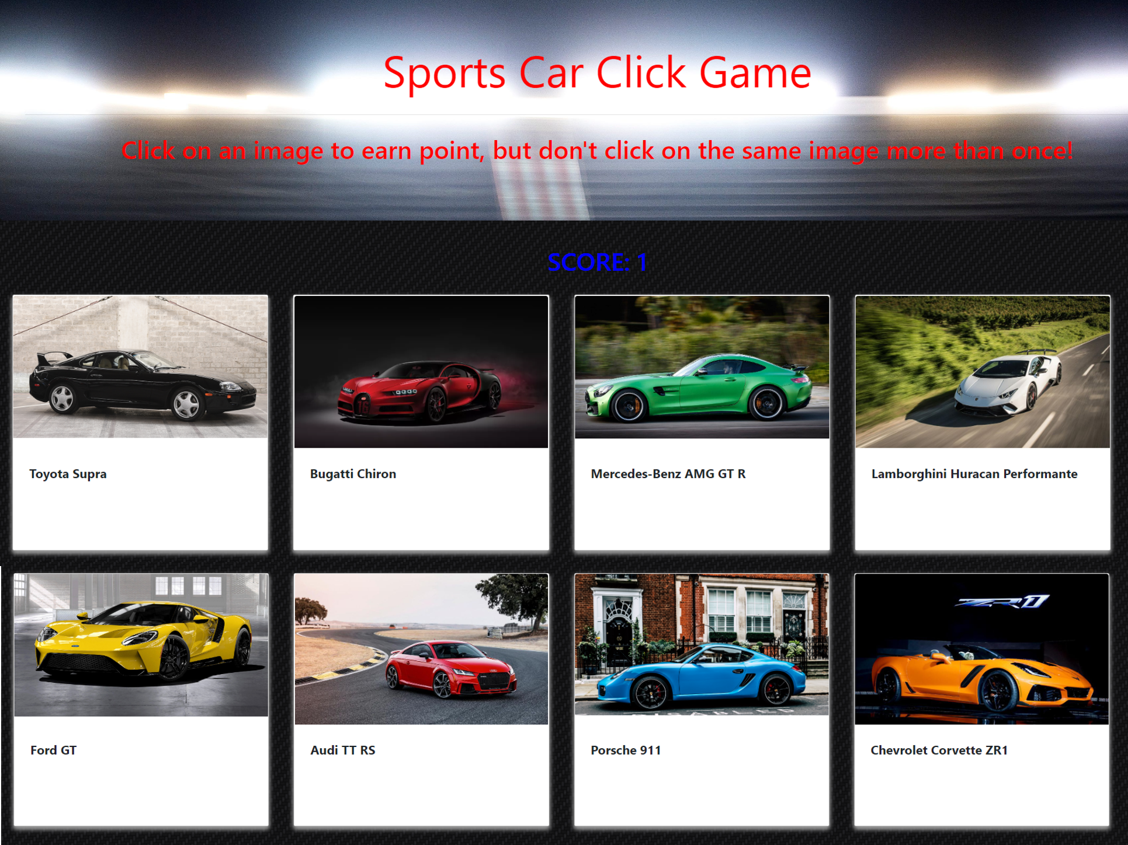 Sports Car Click Game
Click on an image to earn point, but don't click on the same image more than once!
SCORE: 1
Toyota Supra
Bugatti Chiron
Mercedes-Benz AMG GT R
Lamborghini Huracan Performante
ZR1
Ford GT
Audi TT RS
Porsche 911
Chevrolet Corvette ZR1